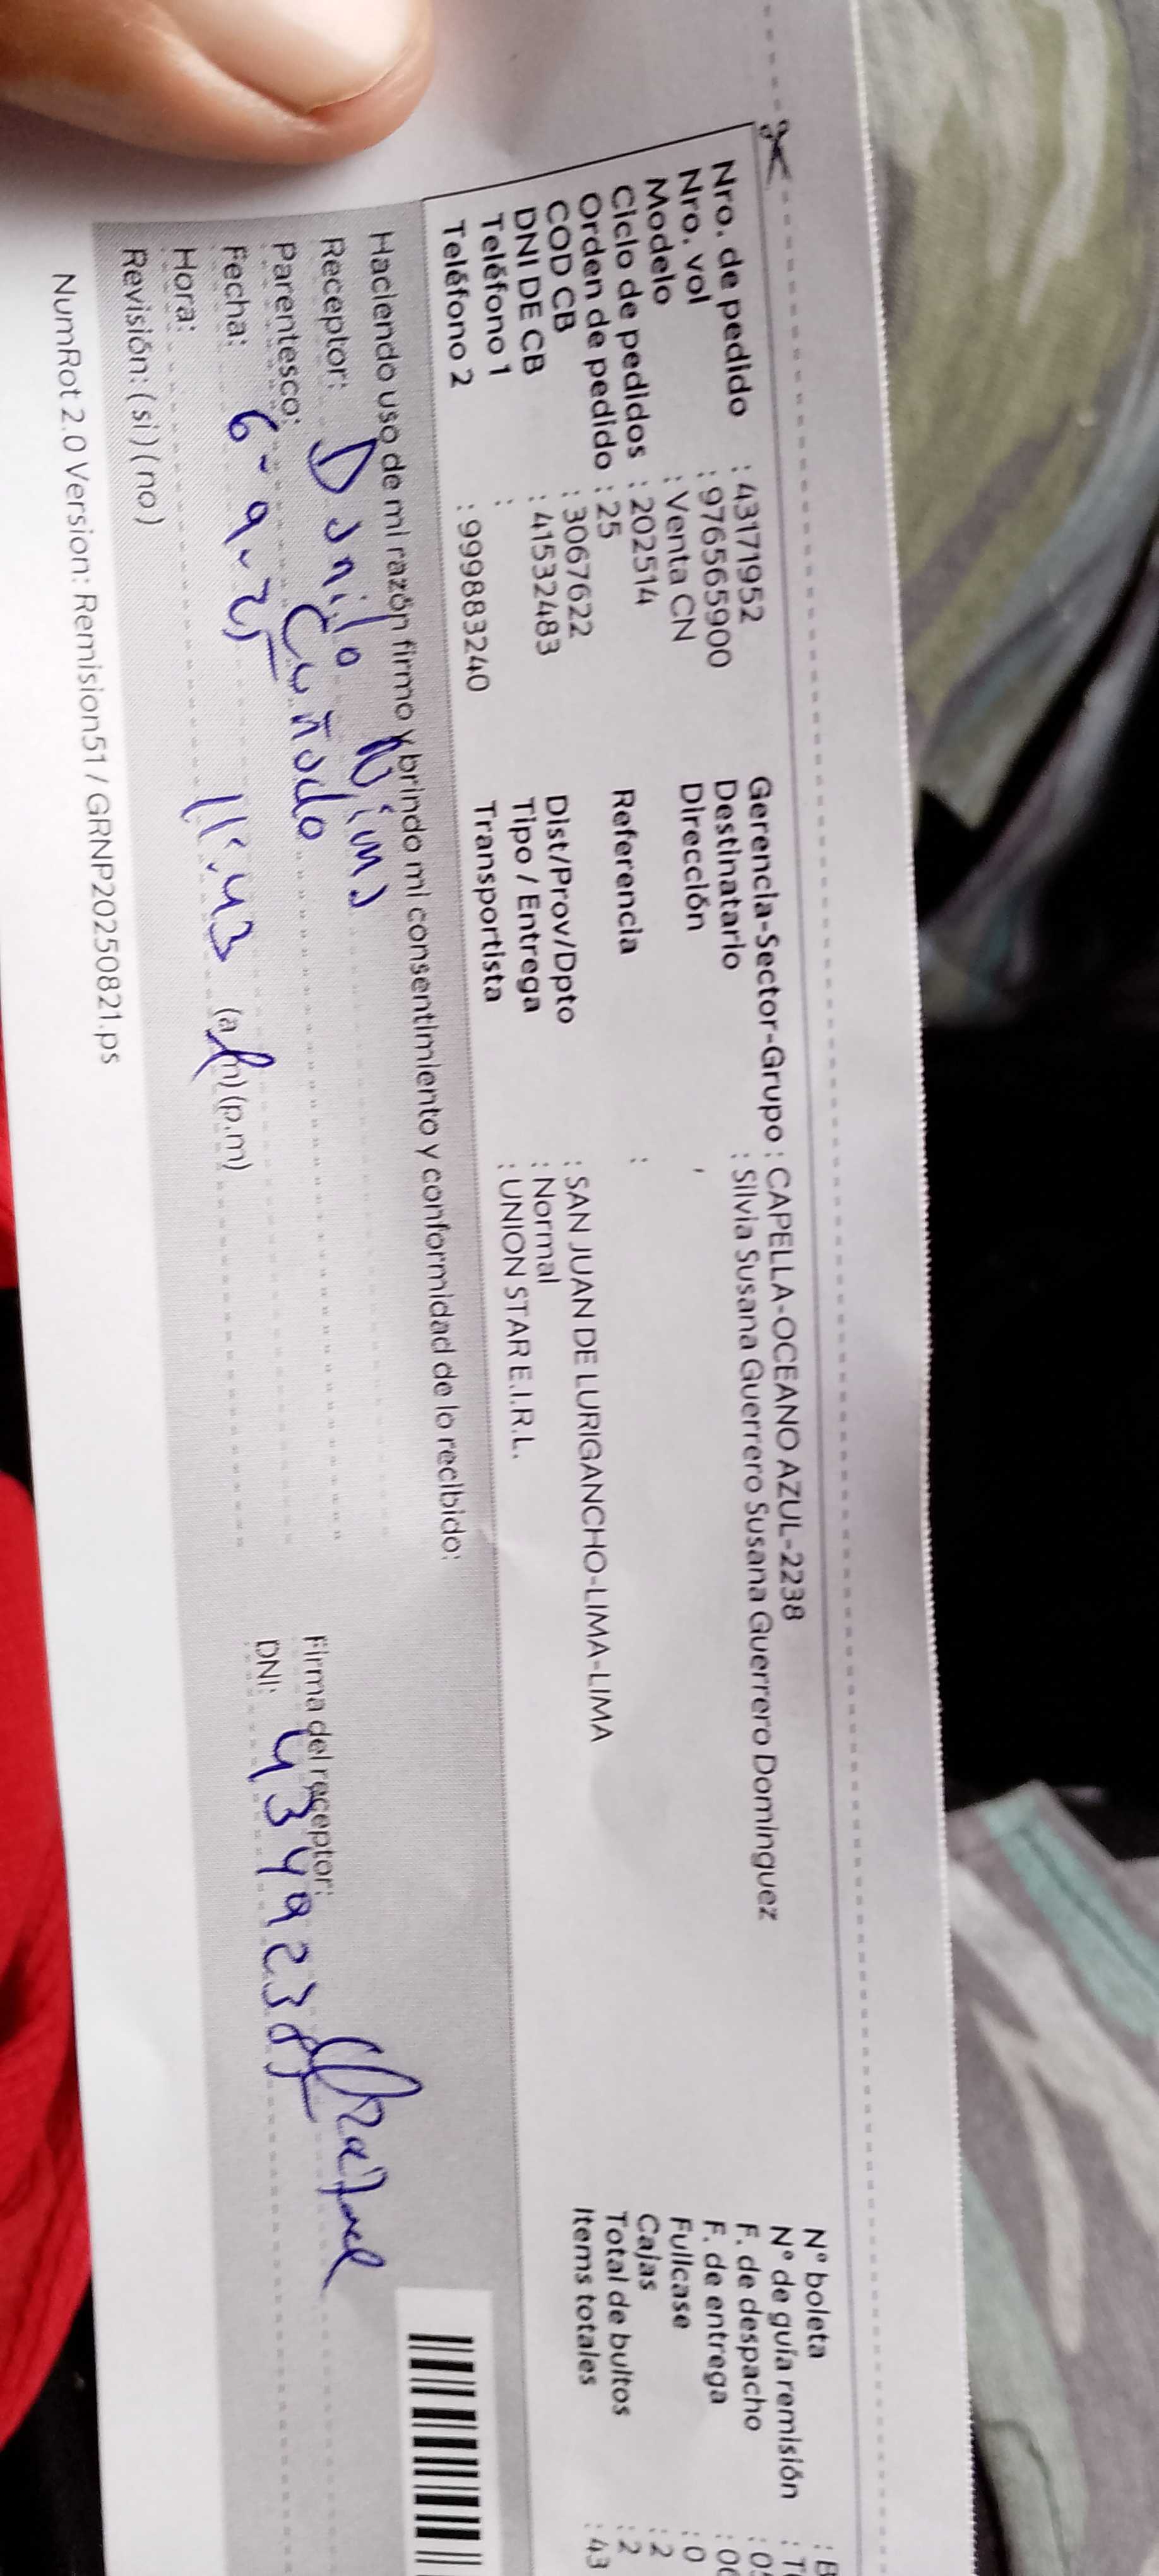 Nro. de pedido : 43171952
Nro. vol : 976565900
Modelo : Venta CN
Ciclo de pedidos : 202514
Orden de pedido : 25
COD CB : 3067622
DNI DE CB : 41532483
Teléfono 1 :
Teléfono 2 : 999883240
Gerencia-Sector-Grupo : CAPELLA-OCEANO AZUL-2238
Destinatario : Silvia Susana Guerrero Susana Guerrero Dominguez
Dirección ,
Referencia :
Dist/Prov/Dpto : SAN JUAN DE LURIGANCHO-LIMA-LIMA
Tipo / Entrega : Normal
Transportista : UNION STAR E.I.R.L.
N° boleta : B
N° de guía remisión : T
F. de despacho : 0
F. de entrega : 0
Fullcase : 0
Cajas : 2
Total de bultos : 2
Items totales : 43
Haciendo uso de mi razón firmo y brindo mi consentimiento y conformidad de lo recibido:
Receptor: Danilo
Parentesco: Cuñado
Fecha: 6-9-25
Hora: 11:43 (a.m) (p.m)
Revisión: ( si ) ( no )
Firma del receptor:
DNI:
NumRot 2.0 Version: Remision51 / GRNP20250821.ps